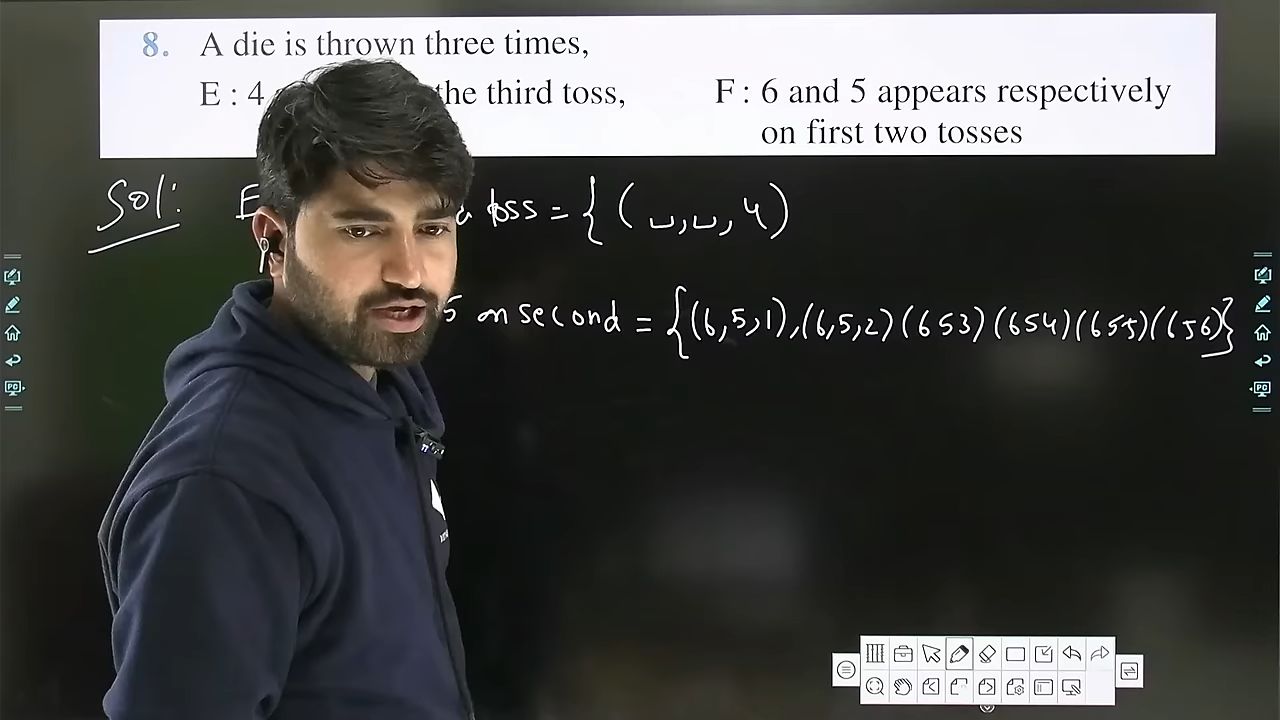 8. A die is thrown three times,
E : 4 the third toss, F : 6 and 5 appears respectively
on first two tosses
Sol: E toss = { ( ␣, ␣, 4)
5 on second = {(6,5,1),(6,5,2)(653)(654)(655)(656)}